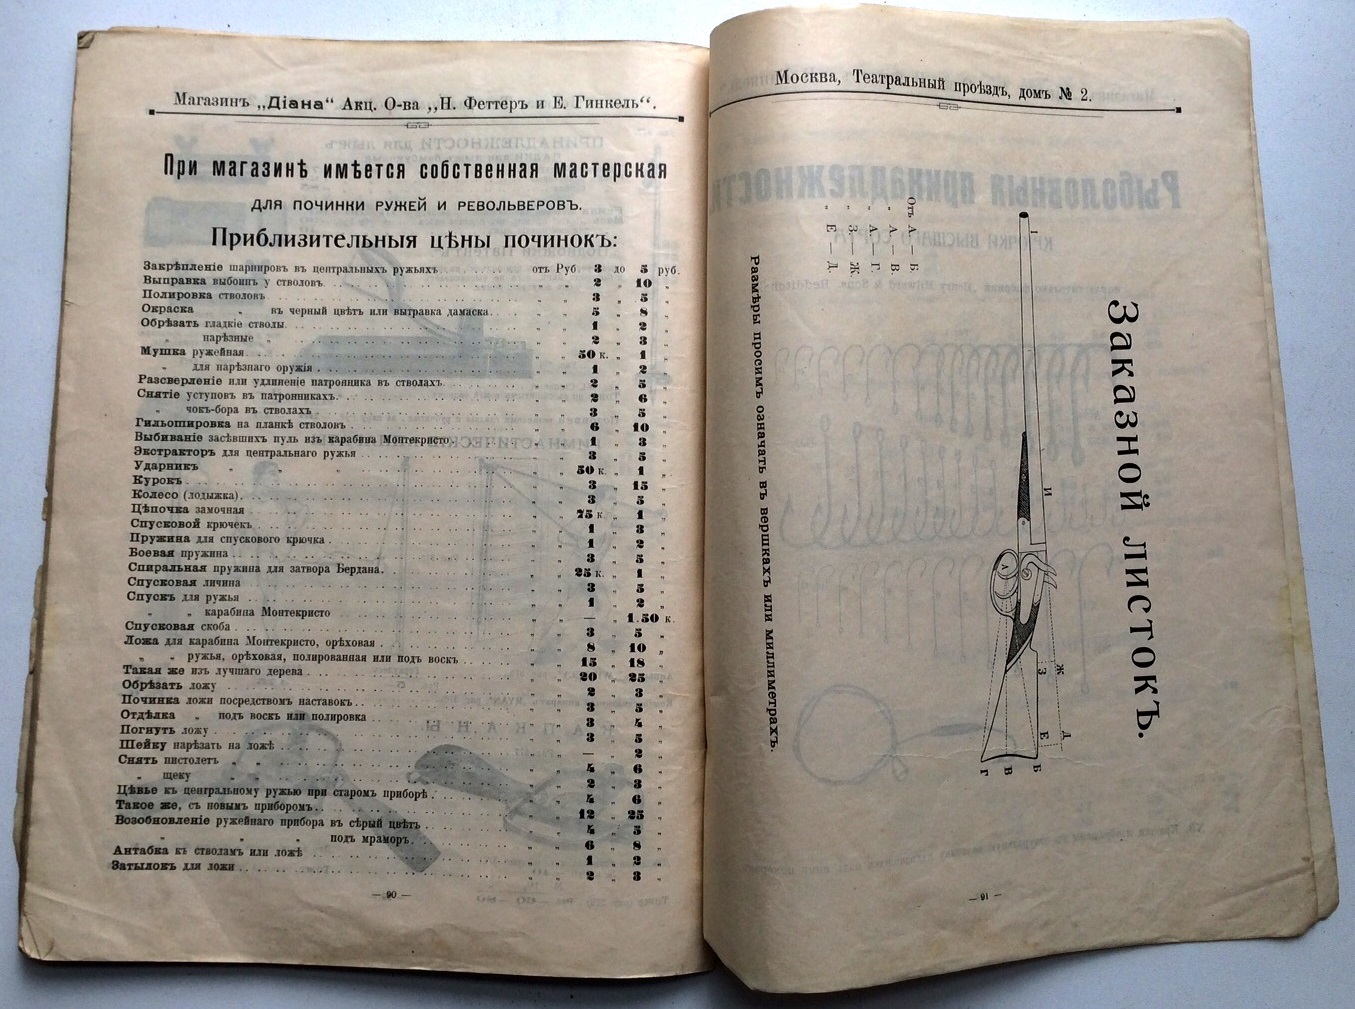 Магазинъ „Діана“ Акц. О-ва „Н. Феттеръ и Е. Гинкель“.
При магазинѣ имѣется собственная мастерская
ДЛЯ ПОЧИНКИ РУЖЕЙ И РЕВОЛЬВЕРОВЪ.
Приблизительныя цѣны починокъ:
Закрѣпленіе шарнировъ въ центральныхъ ружьяхъ . . . . . отъ Руб. 3 до 5 руб.
Выправка выбоинъ у стволовъ . . . . . „ „ 2 „ 10 „
Полировка стволовъ . . . . . „ „ 3 „ 5 „
Окраска „ въ черный цвѣтъ или вытравка дамаска . . . . . „ „ 5 „ 8 „
Обрѣзать гладкіе стволы . . . . . „ „ 1 „ 2 „
„ нарѣзные „ . . . . . „ „ 2 „ 3 „
Мушка ружейная . . . . . „ „ 50 к. „ 1 „
„ для нарѣзнаго оружія . . . . . „ „ 1 „ 2 „
Разсверленіе или удлиненіе патронника въ стволахъ . . . . . „ „ 2 „ 5 „
Снятіе уступовъ въ патронникахъ . . . . . „ „ 2 „ 6 „
„ чокъ-бора въ стволахъ . . . . . „ „ 3 „ 5 „
Гильошировка на планкѣ стволовъ . . . . . „ „ 6 „ 10 „
Выбиваніе засѣвшихъ пуль изъ карабина Монтекристо . . . . . „ „ 1 „ 3 „
Экстракторъ для центральнаго ружья . . . . . „ „ 3 „ 5 „
Ударникъ „ „ „ . . . . . „ „ 50 к. „ 1 „
Курокъ . . . . . „ „ 3 „ 15 „
Колесо (лодыжка) . . . . . „ „ 3 „ 5 „
Цѣпочка замочная . . . . . „ „ 75 к. „ 1 „
Спусковой крючекъ . . . . . „ „ 1 „ 3 „
Пружина для спускового крючка . . . . . „ „ 1 „ 2 „
Боевая пружина . . . . . „ „ 3 „ 5 „
Спиральная пружина для затвора Бердана . . . . . „ „ 25 к. „ 1 „
Спусковая личина . . . . . „ „ 3 „ 5 „
Спускъ для ружья . . . . . „ „ 1 „ 2 „
„ „ карабина Монтекристо . . . . . „ „ — „ 1.50 к.
Спусковая скоба . . . . . „ „ 3 „ 5 „
Ложа для карабина Монтекристо, орѣховая . . . . . „ „ 8 „ 10 „
„ „ ружья, орѣховая, полированная или подъ воскъ . . . . . „ „ 15 „ 18 „
Такая же изъ лучшаго дерева . . . . . „ „ 20 „ 25 „
Обрѣзать ложу . . . . . „ „ 2 „ 3 „
Починка ложи посредствомъ наставокъ . . . . . „ „ 3 „ 5 „
Отдѣлка „ подъ воскъ или полировка . . . . . „ „ 3 „ 4 „
Погнуть ложу . . . . . „ „ 3 „ 5 „
Шейку нарѣзать на ложѣ . . . . . „ „ — „ 2 „
Снять пистолетъ „ „ . . . . . „ „ 4 „ 6 „
„ щеку „ „ . . . . . „ „ 2 „ 3 „
Цѣвье къ центральному ружью при старомъ приборѣ . . . . . „ „ 4 „ 6 „
Такое же, съ новымъ приборомъ . . . . . „ „ 12 „ 25 „
Возобновленіе ружейнаго прибора въ сѣрый цвѣтъ . . . . . „ „ 4 „ 5 „
„ „ „ подъ мраморъ . . . . . „ „ 6 „ 8 „
Антабка къ стволамъ или ложѣ . . . . . „ „ 1 „ 2 „
Затылокъ для ложи . . . . . „ „ 2 „ 3 „
— 90 —
Москва, Театральный проѣздъ, домъ № 2.
Заказной листокъ.
І И Ж Д
З Е
А Б
В
Г
Отъ А — Б.
„ А — В.
„ А — Г.
„ З — Ж.
„ Е — Д.
Размѣры просимъ означать въ вершкахъ или миллиметрахъ.
— 91 —